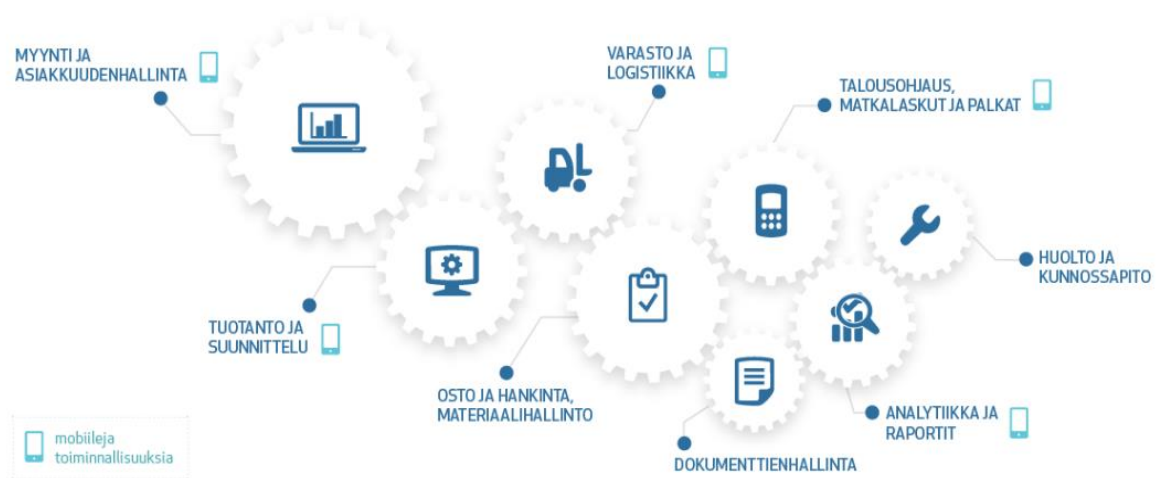 MYYNTI JA
ASIAKKUUDENHALLINTA
VARASTO JA
LOGISTIIKKA
TALOUSOHJAUS,
MATKALASKUT JA PALKAT
HUOLTO JA
KUNNOSSAPITO
TUOTANTO JA
SUUNNITTELU
OSTO JA HANKINTA,
MATERIAALIHALLINTO
ANALYTIIKKA JA
RAPORTIT
DOKUMENTTIENHALLINTA
mobiileja
toiminnallisuuksia